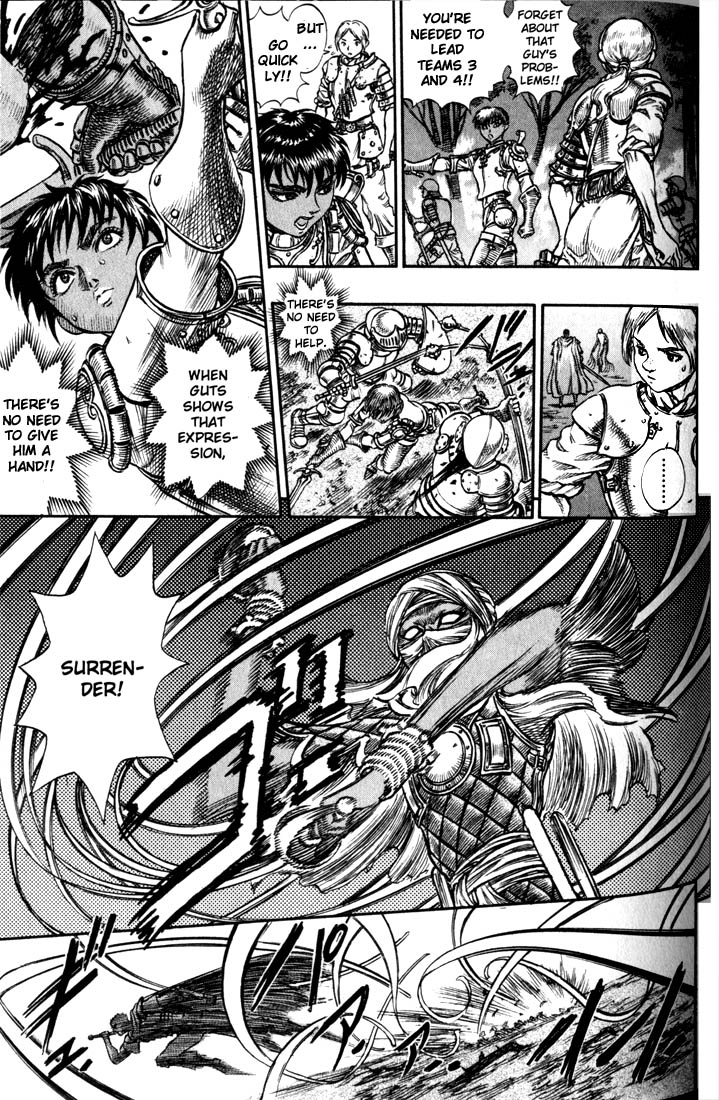 FORGET
ABOUT
THAT
GUY'S
PROB-
LEMS!!
YOU'RE
NEEDED TO
LEAD
TEAMS 3
AND 4!!
BUT
...
GO
QUICK
LY!!
.......
THERE'S
NO NEED
TO
HELP.
WHEN
GUTS
SHOWS
THAT
EXPRES-
SION,
THERE'S
NO NEED
TO GIVE
HIM A
HAND!!
SURREN-
DER!